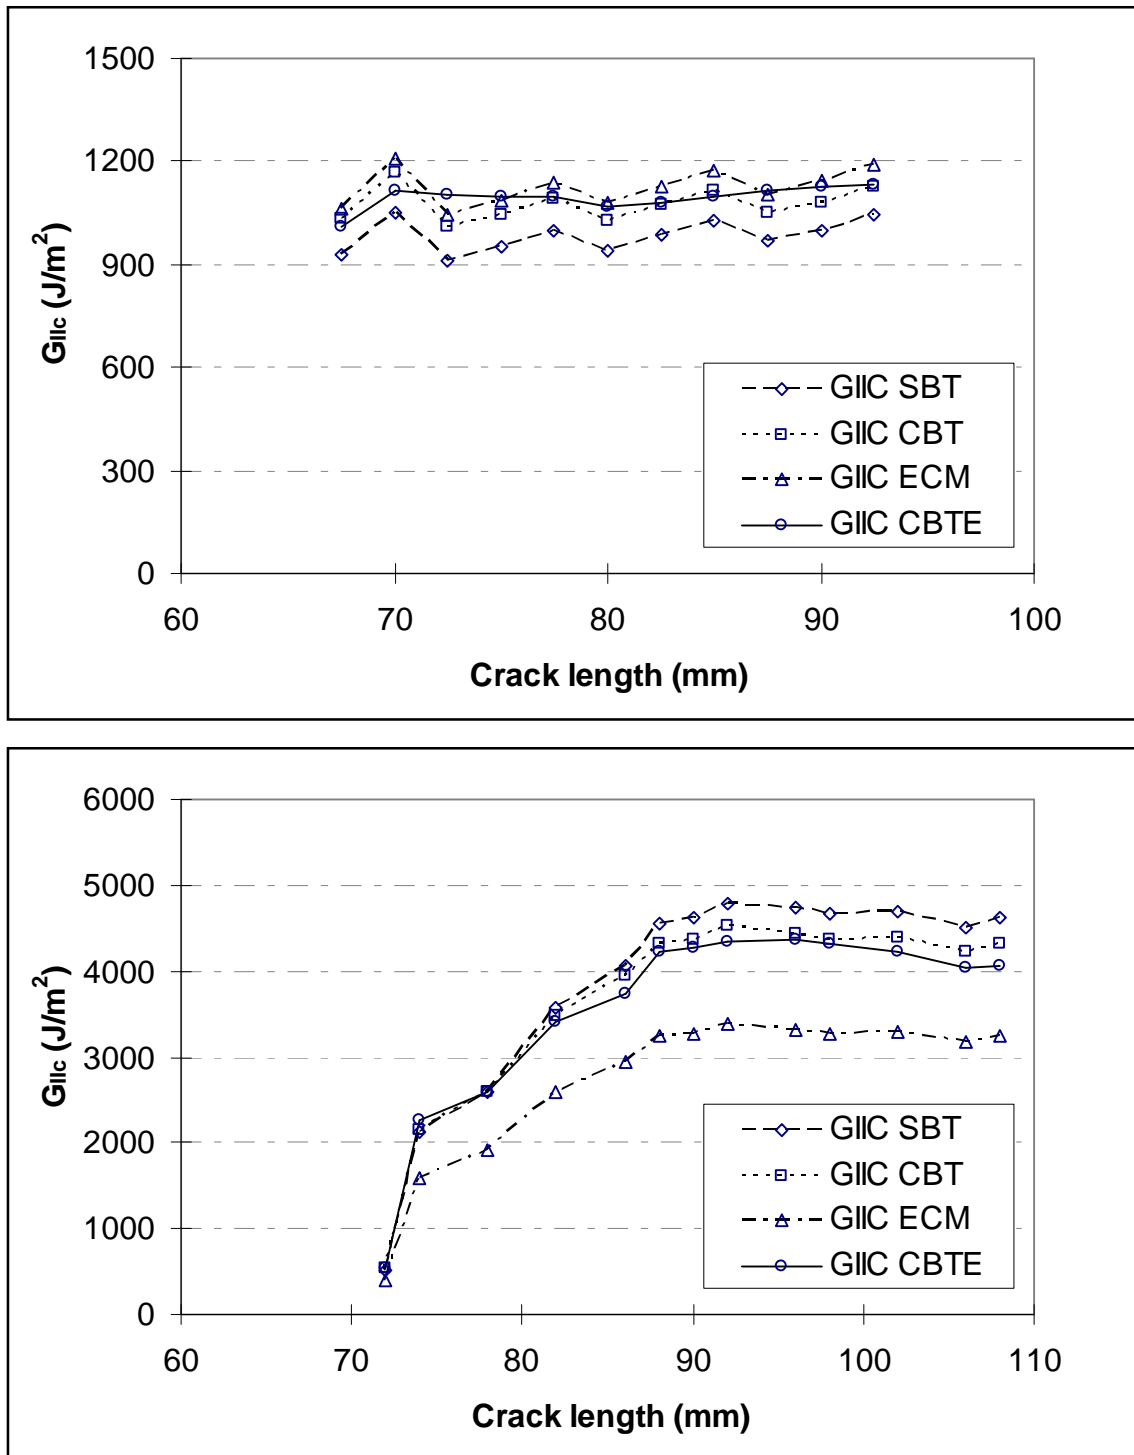 1500
1200
900
600
300
0
GIIc (J/m²)
GIIC SBT
GIIC CBT
GIIC ECM
GIIC CBTE
60 70 80 90 100
Crack length (mm)
6000
5000
4000
3000
2000
1000
0
GIIc (J/m²)
GIIC SBT
GIIC CBT
GIIC ECM
GIIC CBTE
60 70 80 90 100 110
Crack length (mm)